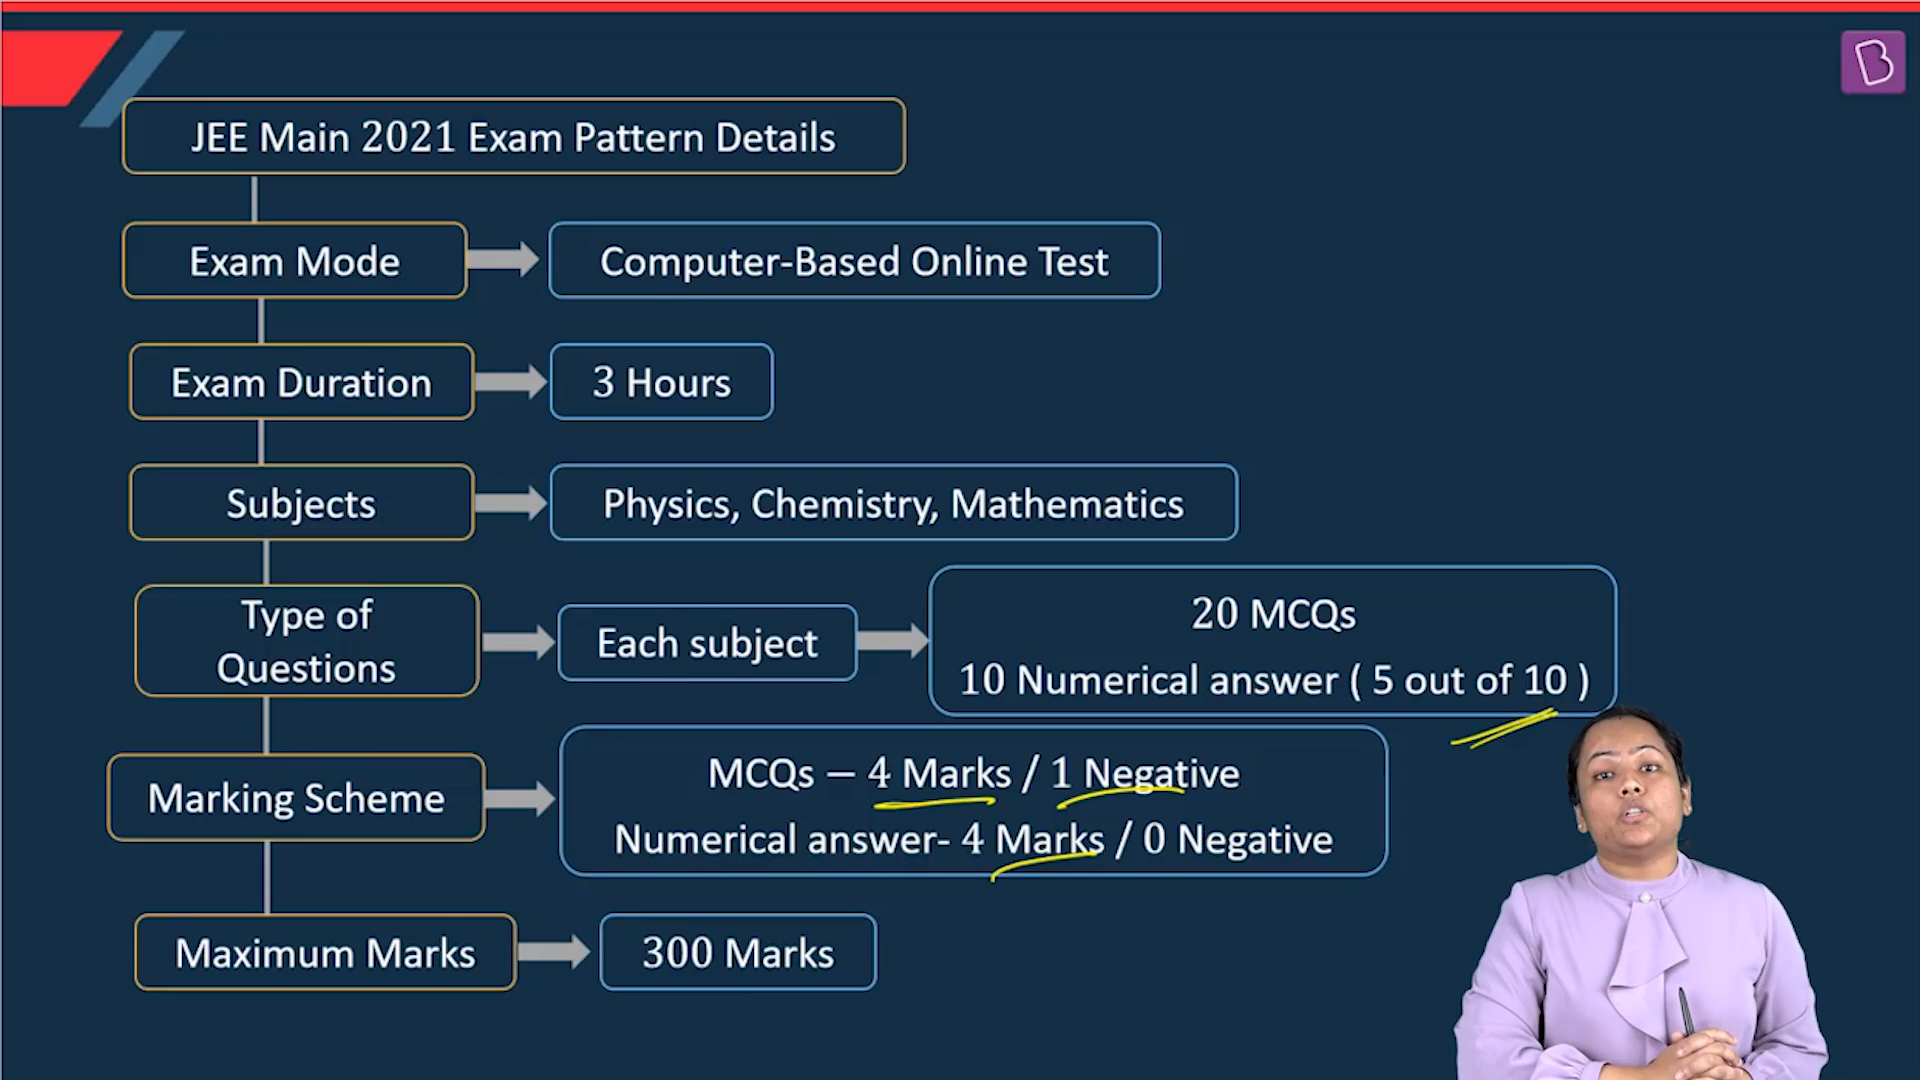 JEE Main 2021 Exam Pattern Details
Exam Mode
Computer-Based Online Test
Exam Duration
3 Hours
Subjects
Physics, Chemistry, Mathematics
Type of
Questions
Each subject
20 MCQs
10 Numerical answer ( 5 out of 10 )
Marking Scheme
MCQs – 4 Marks / 1 Negative
Numerical answer- 4 Marks / 0 Negative
Maximum Marks
300 Marks
B